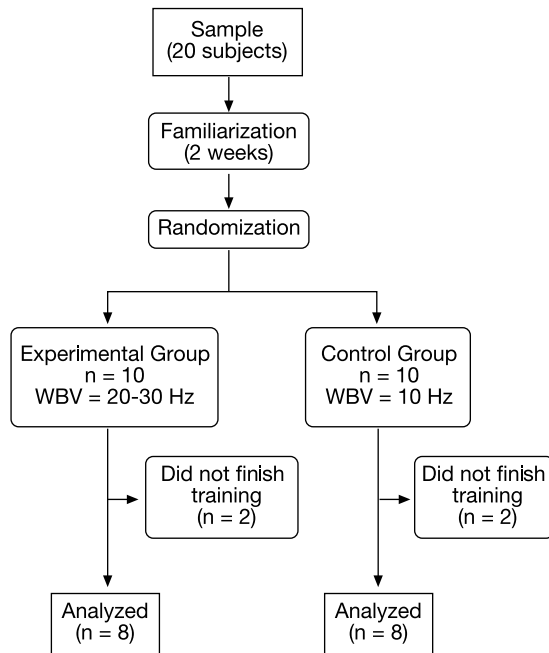 Sample
(20 subjects)
Familiarization
(2 weeks)
Randomization
Experimental Group
n = 10
WBV = 20-30 Hz
Control Group
n = 10
WBV = 10 Hz
Did not finish
training
(n = 2)
Did not finish
training
(n = 2)
Analyzed
(n = 8)
Analyzed
(n = 8)